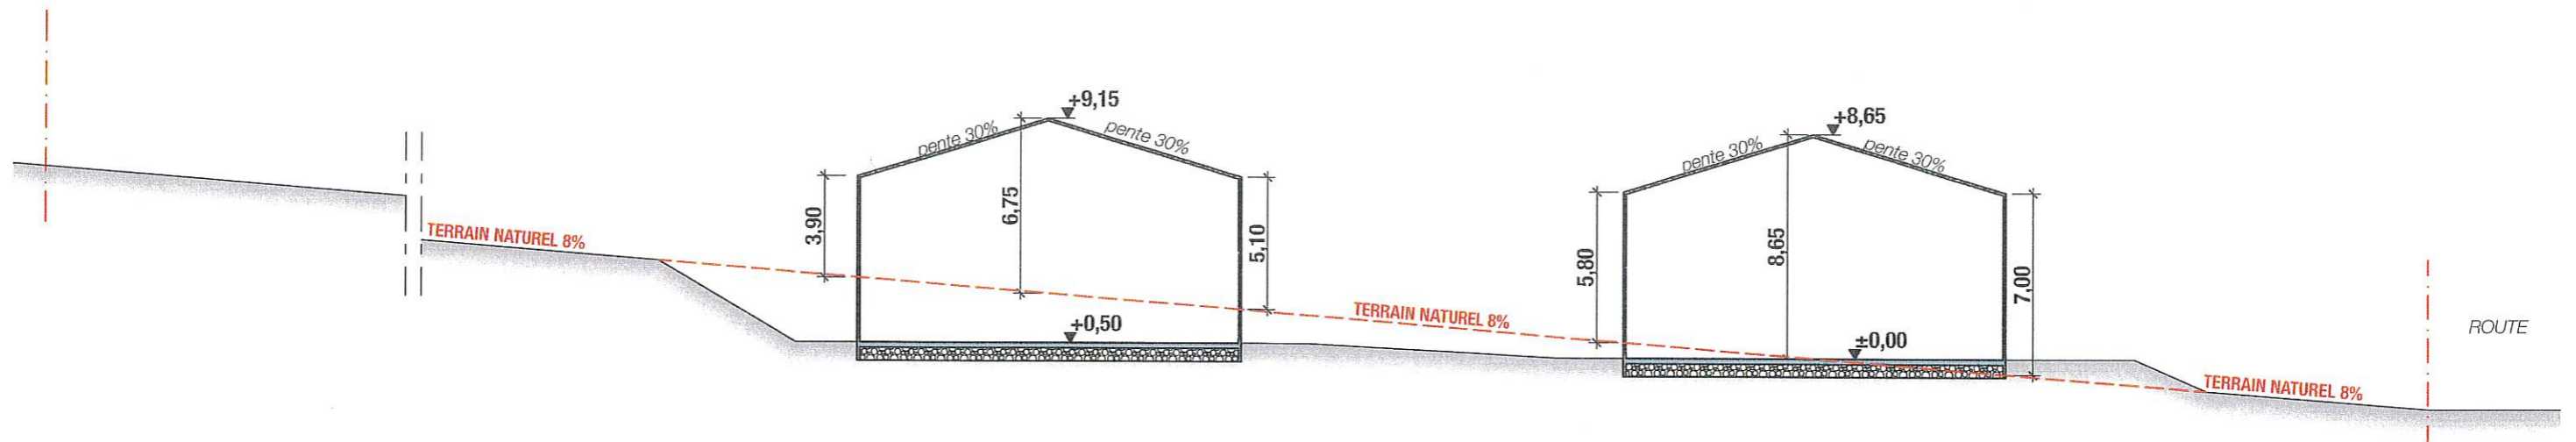 +9,15
pente 30%
pente 30%
+8,65
pente 30%
pente 30%
3,90
6,75
5,10
5,80
8,65
7,00
TERRAIN NATUREL 8%
TERRAIN NATUREL 8%
+0,50
±0,00
ROUTE
TERRAIN NATUREL 8%